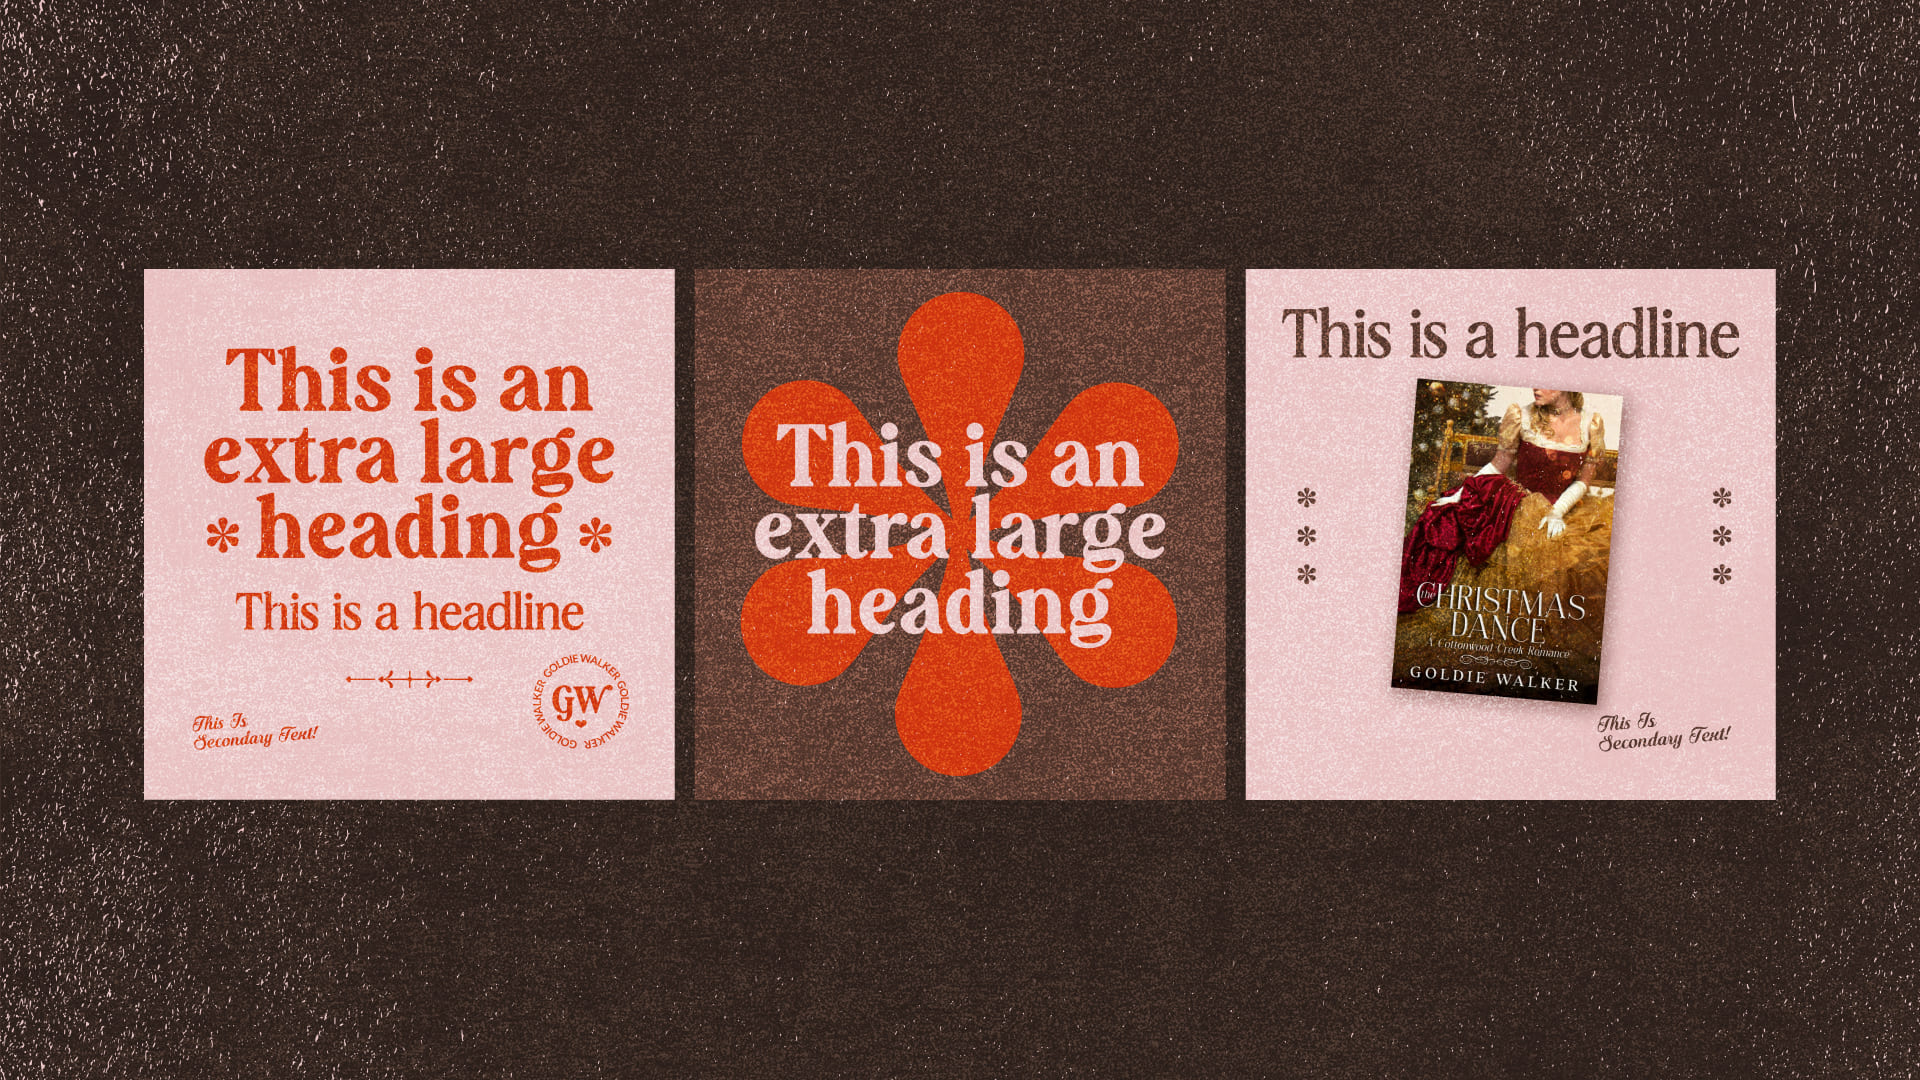 This is an
extra large
* heading *
This is a headline
GOLDIE WALKER GOLDIE WALKER GOLDIE WALKER
GW
This Is
Secondary Text!
This is an
extra large
heading
This is a headline
the CHRISTMAS
DANCE
A Cottonwood Creek Romance
GOLDIE WALKER
This Is
Secondary Text!